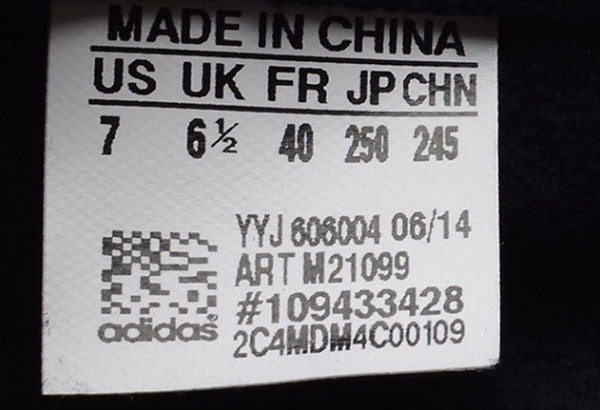 MADE IN CHINA
US UK FR JP CHN
7 6½ 40 250 245
YYJ 606004 06/14
ART M21099
#109433428
adidas 2C4MDM4C00109